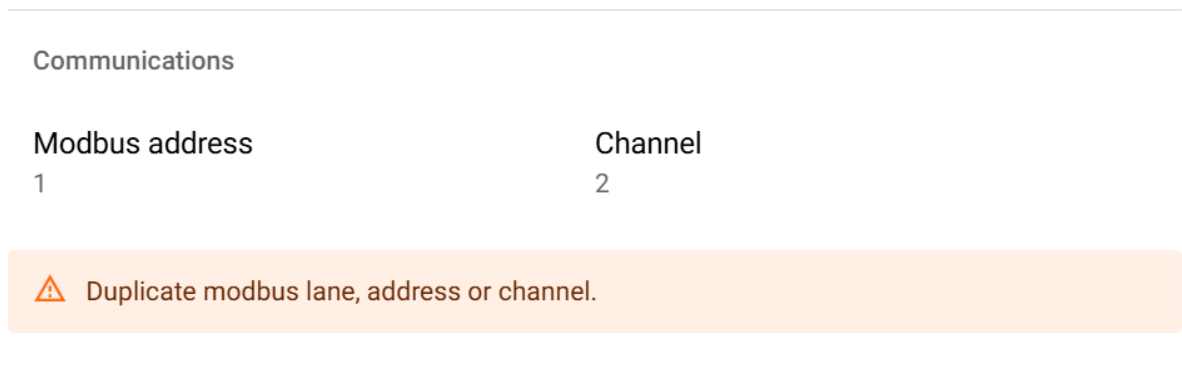 Communications
Modbus address
Channel
1
2
Duplicate modbus lane, address or channel.